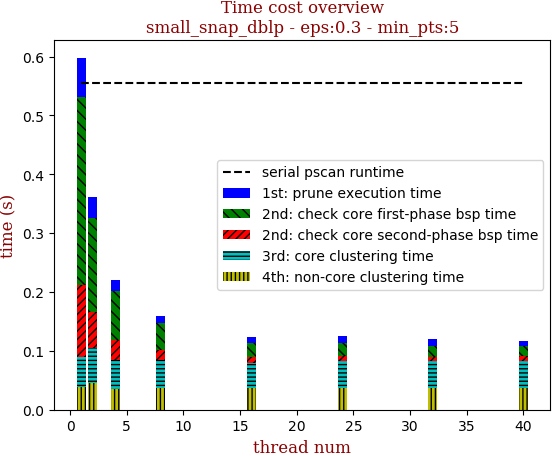 Time cost overview
small_snap_dblp - eps:0.3 - min_pts:5
time (s)
0.6
0.5
0.4
0.3
0.2
0.1
0.0
serial pscan runtime
1st: prune execution time
2nd: check core first-phase bsp time
2nd: check core second-phase bsp time
3rd: core clustering time
4th: non-core clustering time
0 5 10 15 20 25 30 35 40
thread num